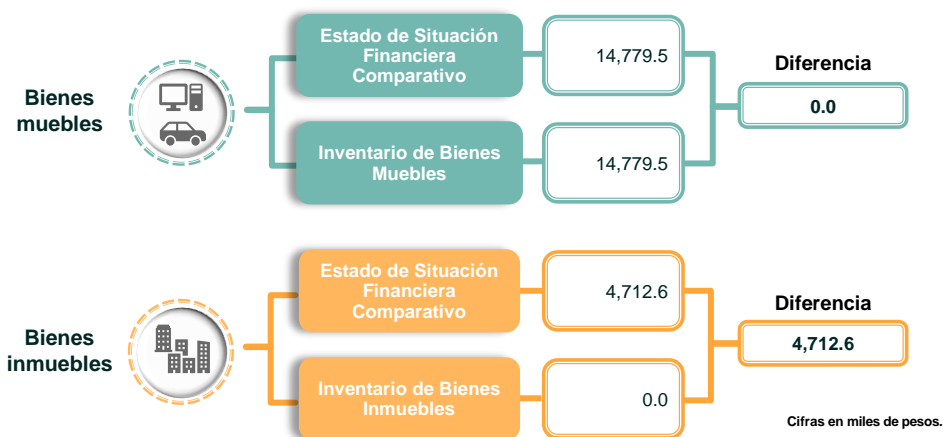 Bienes
muebles
Estado de Situación
Financiera
Comparativo
14,779.5
Inventario de Bienes
Muebles
14,779.5
Diferencia
0.0
Bienes
inmuebles
Estado de Situación
Financiera
Comparativo
4,712.6
Inventario de Bienes
Inmuebles
0.0
Diferencia
4,712.6
Cifras en miles de pesos.